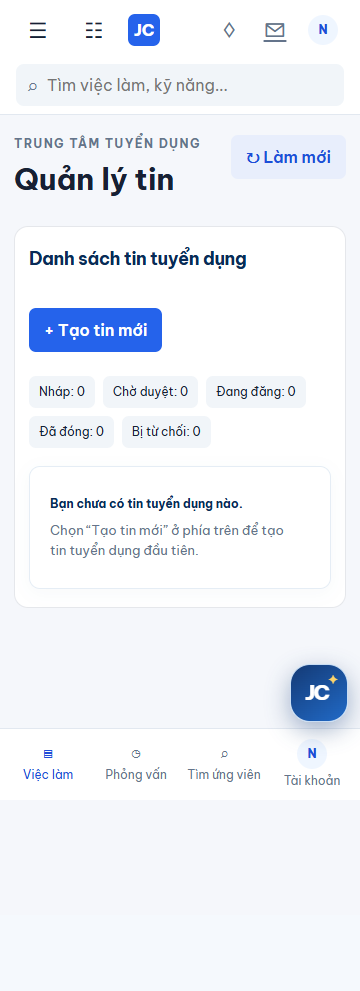 JC
N
Tìm việc làm, kỹ năng...
TRUNG TÂM TUYỂN DỤNG
Quản lý tin
↻ Làm mới
Danh sách tin tuyển dụng
+ Tạo tin mới
Nháp: 0
Chờ duyệt: 0
Đang đăng: 0
Đã đóng: 0
Bị từ chối: 0
Bạn chưa có tin tuyển dụng nào.
Chọn “Tạo tin mới” ở phía trên để tạo
tin tuyển dụng đầu tiên.
JC
Việc làm
Phỏng vấn
Tìm ứng viên
N
Tài khoản